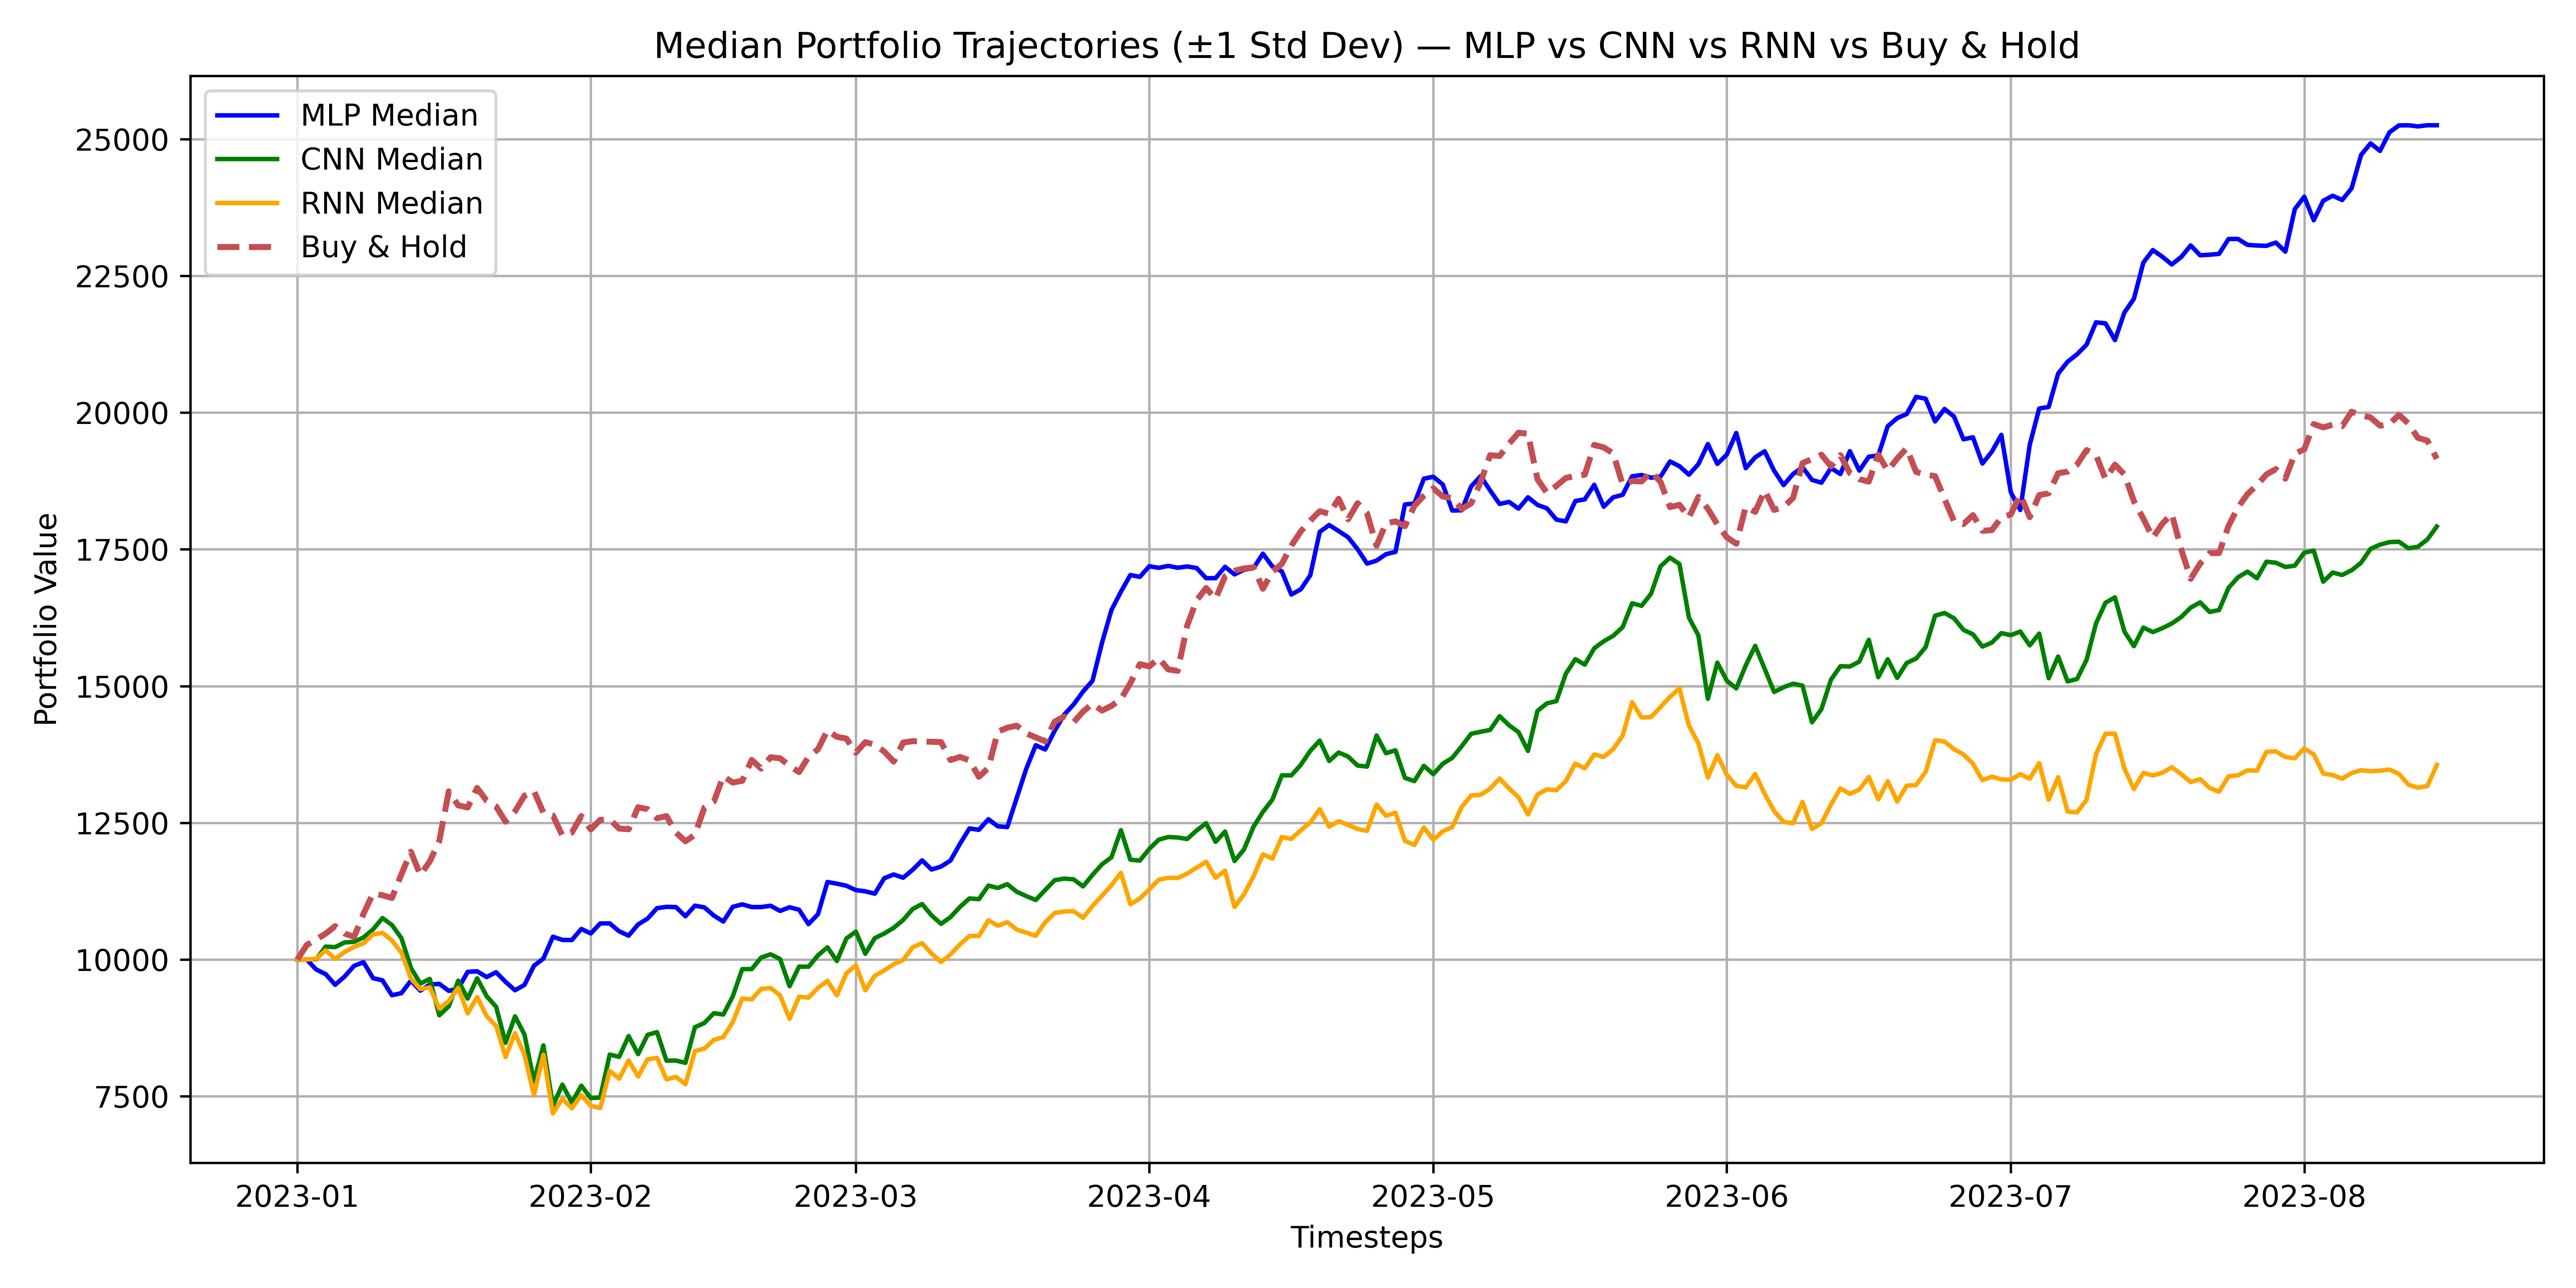 Median Portfolio Trajectories (±1 Std Dev) — MLP vs CNN vs RNN vs Buy & Hold
MLP Median
CNN Median
RNN Median
Buy & Hold
Portfolio Value
25000
22500
20000
17500
15000
12500
10000
7500
2023-01
2023-02
2023-03
2023-04
2023-05
2023-06
2023-07
2023-08
Timesteps